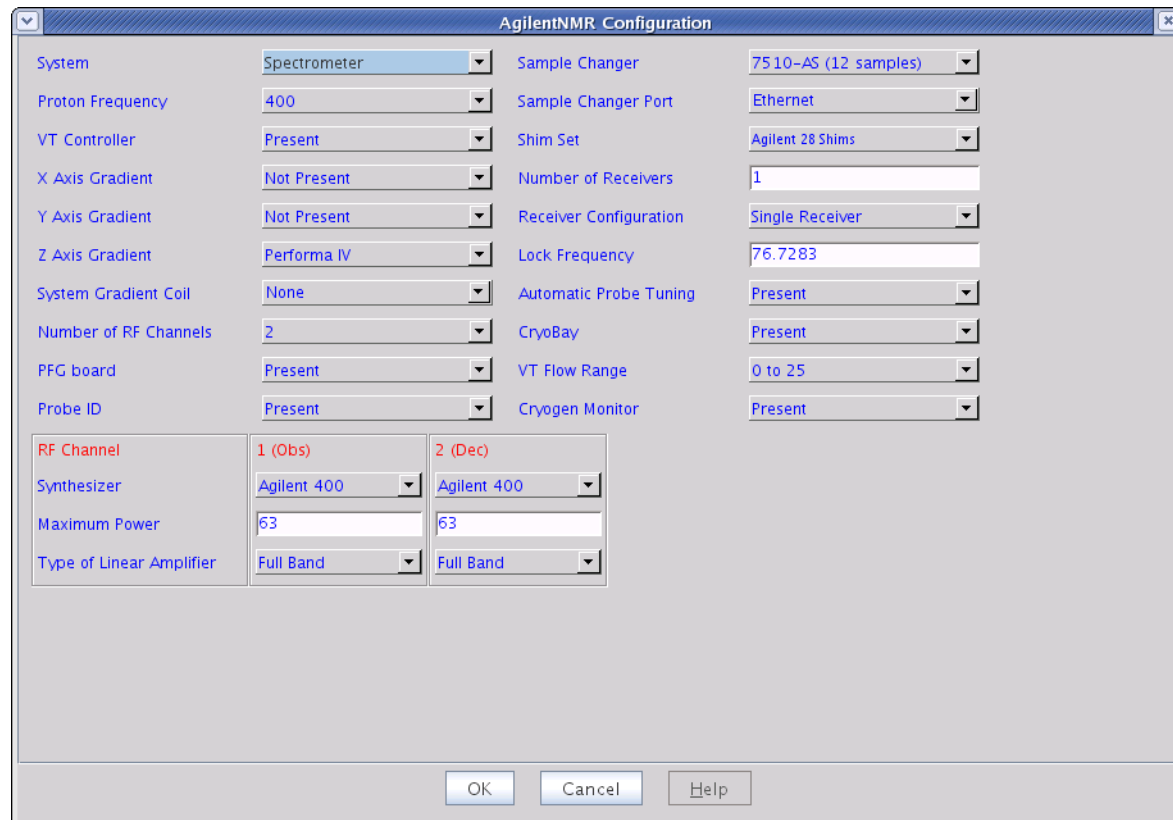 AgilentNMR Configuration
System Spectrometer Sample Changer 7510-AS (12 samples)
Proton Frequency 400 Sample Changer Port Ethernet
VT Controller Present Shim Set Agilent 28 Shims
X Axis Gradient Not Present Number of Receivers 1
Y Axis Gradient Not Present Receiver Configuration Single Receiver
Z Axis Gradient Performa IV Lock Frequency 76.7283
System Gradient Coil None Automatic Probe Tuning Present
Number of RF Channels 2 CryoBay Present
PFG board Present VT Flow Range 0 to 25
Probe ID Present Cryogen Monitor Present
RF Channel 1 (Obs) 2 (Dec)
Synthesizer Agilent 400 Agilent 400
Maximum Power 63 63
Type of Linear Amplifier Full Band Full Band
OK Cancel Help